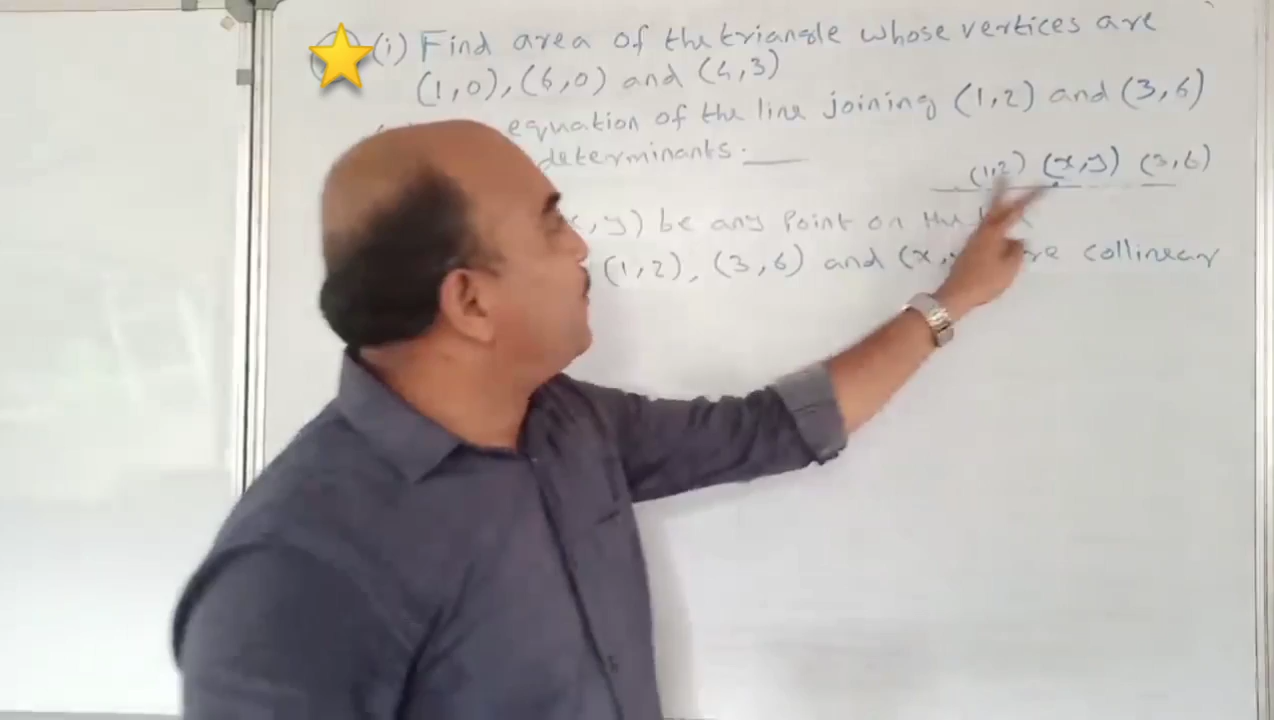 (i) Find area of the triangle whose vertices are
(1,0), (6,0) and (4,3)
equation of the line joining (1,2) and (3,6)
determinants.
(1,2) (x,y) (3,6)
, y) be any point on the
(1,2), (3,6) and (x, are collinear